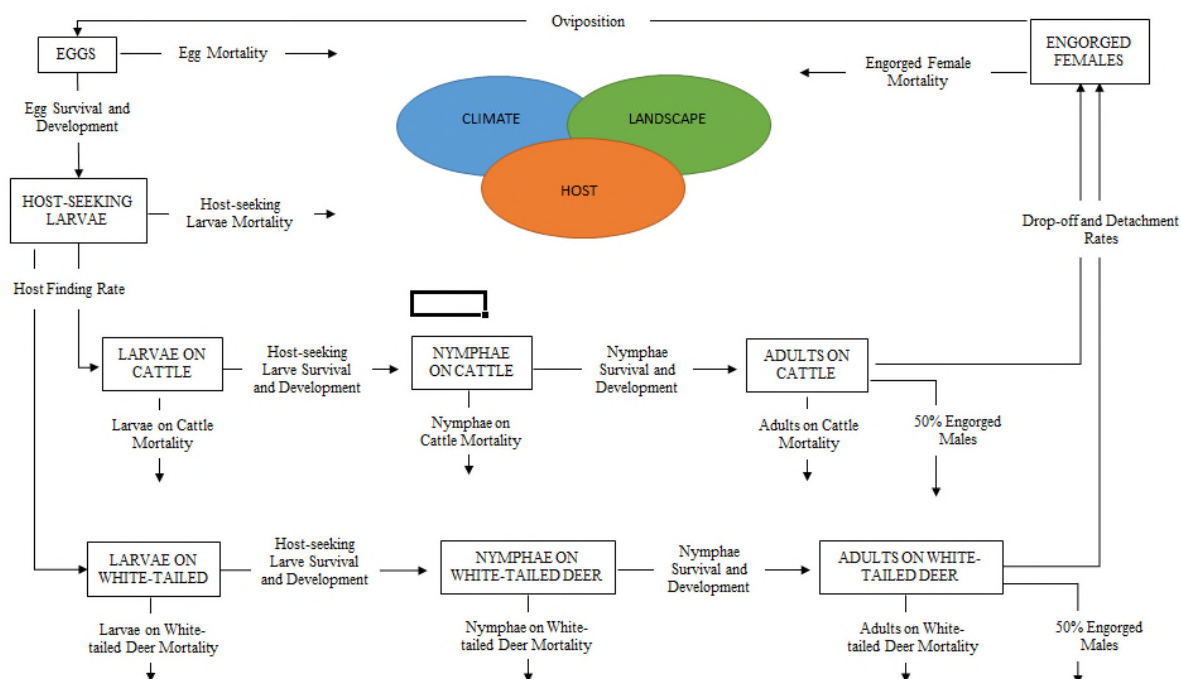 Oviposition
EGGS
Egg Mortality
Engorged Female
Mortality
ENGORGED
FEMALES
Egg Survival and
Development
CLIMATE
LANDSCAPE
HOST
HOST-SEEKING
LARVAE
Host-seeking
Larvae Mortality
Drop-off and Detachment
Rates
Host Finding Rate
LARVAE ON
CATTLE
Host-seeking
Larve Survival
and Development
NYMPHAE
ON CATTLE
Nymphae
Survival and
Development
ADULTS ON
CATTLE
Larvae on Cattle
Mortality
Nymphae on
Cattle Mortality
Adults on Cattle
Mortality
50% Engorged
Males
LARVAE ON
WHITE-TAILED
Host-seeking
Larve Survival
and Development
NYMPHAE ON
WHITE-TAILED DEER
Nymphae
Survival and
Development
ADULTS ON WHITE-
TAILED DEER
Larvae on White-
tailed Deer Mortality
Nymphae on White-
tailed Deer Mortality
Adults on White-
tailed Deer Mortality
50% Engorged
Males